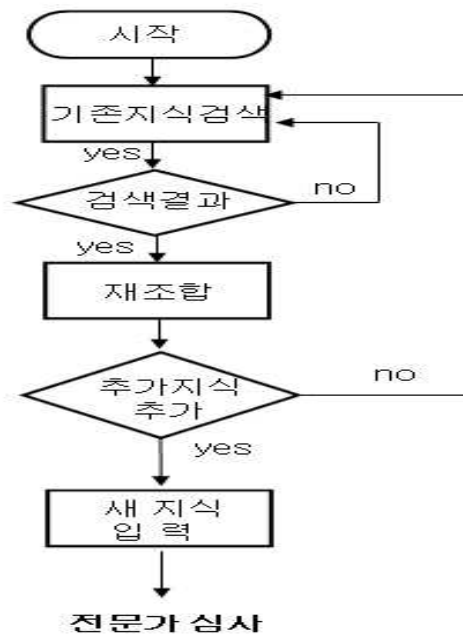 시작
기존지식검색
yes
검색결과
no
yes
재조합
추가지식
추가
no
yes
새 지식
입 력
전문가 심사